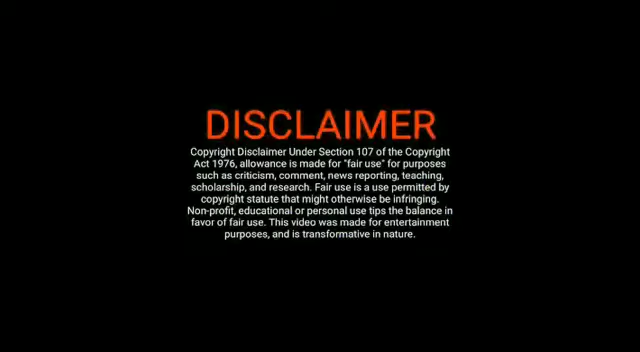 DISCLAIMER
Copyright Disclaimer Under Section 107 of the Copyright
Act 1976, allowance is made for "fair use" for purposes
such as criticism, comment, news reporting, teaching,
scholarship, and research. Fair use is a use permitted by
copyright statute that might otherwise be infringing.
Non-profit, educational or personal use tips the balance in
favor of fair use. This video was made for entertainment
purposes, and is transformative in nature.